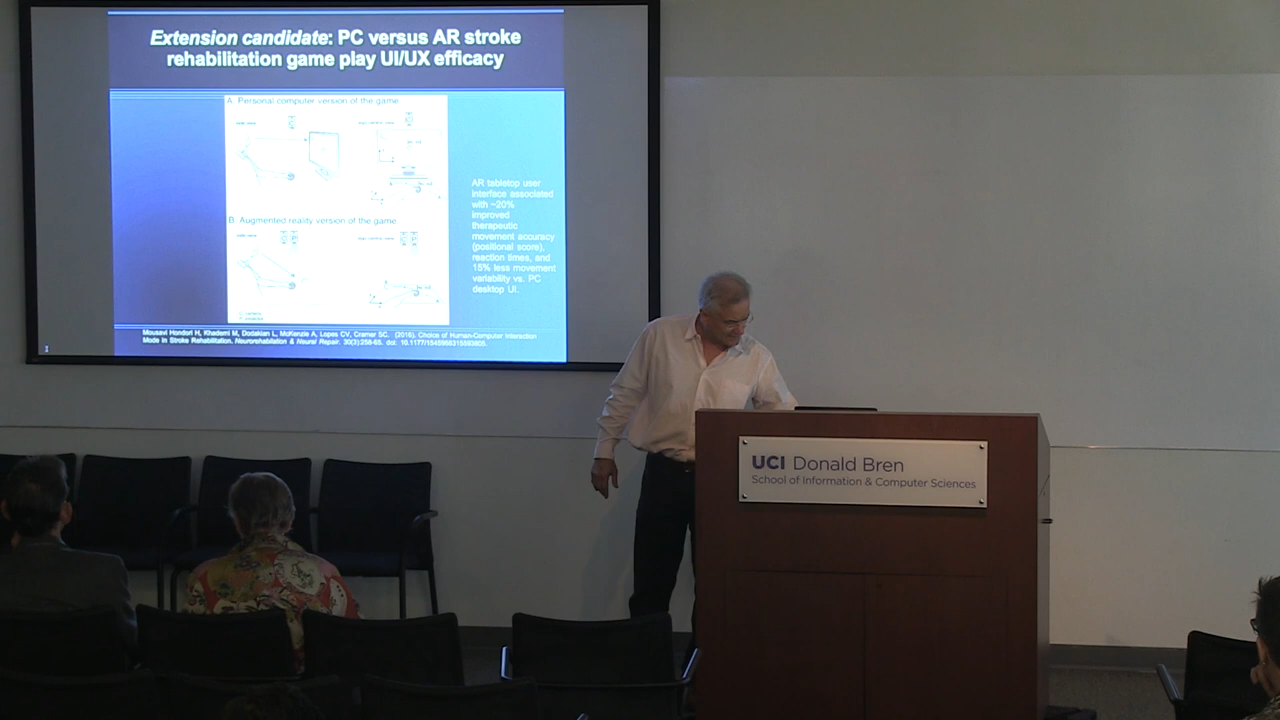 Extension candidate: PC versus AR stroke
rehabilitation game play UI/UX efficacy
A. Personal computer version of the game
B. Augmented reality version of the game
AR tabletop user
interface associated
with ~20%
improved
therapeutic
movement accuracy
(positional score),
reaction times, and
15% less movement
variability vs. PC
desktop UI.
Mousavi Hondori H, Khademi M, Dodakian L, McKenzie A, Lopes CV, Cramer SC. (2016). Choice of Human-Computer Interaction
Mode in Stroke Rehabilitation. Neurorehabilitation & Neural Repair. 30(3):258-65. doi:
UCI Donald Bren
School of Information & Computer Sciences